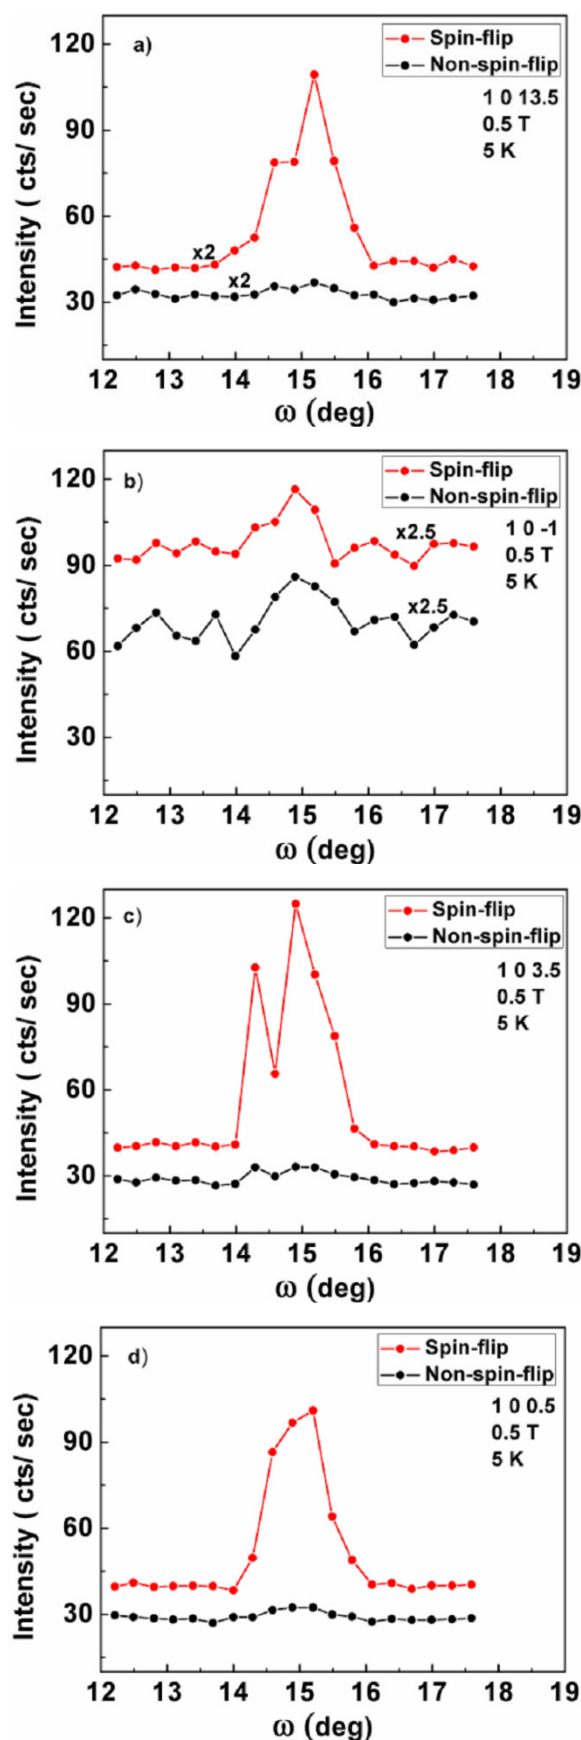 a)
Spin-flip
Non-spin-flip
1 0 13.5
0.5 T
5 K
x2
x2
120
90
60
30
Intensity ( cts/ sec)
12 13 14 15 16 17 18 19
ω (deg)
b)
Spin-flip
Non-spin-flip
1 0 -1
0.5 T
5 K
x2.5
x2.5
120
90
60
30
Intensity ( cts/ sec)
12 13 14 15 16 17 18 19
ω (deg)
c)
Spin-flip
Non-spin-flip
1 0 3.5
0.5 T
5 K
120
90
60
30
Intensity ( cts/ sec)
12 13 14 15 16 17 18 19
ω (deg)
d)
Spin-flip
Non-spin-flip
1 0 0.5
0.5 T
5 K
120
90
60
30
Intensity ( cts/ sec)
12 13 14 15 16 17 18 19
ω (deg)